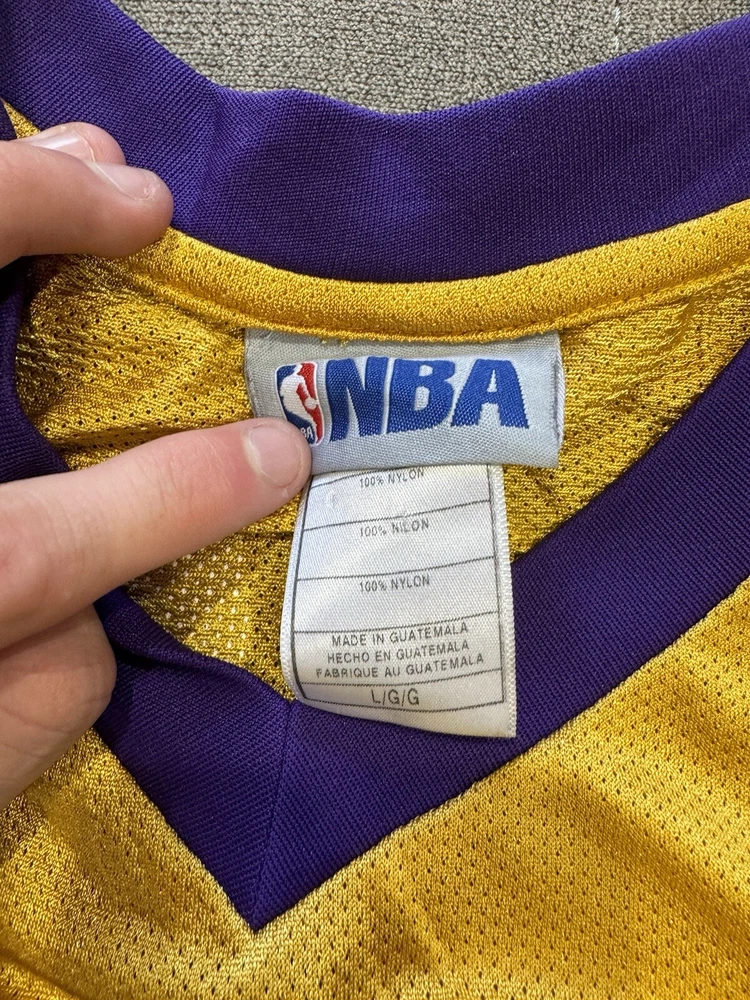 NBA
100% NYLON
100% NILON
100% NYLON
MADE IN GUATEMALA
HECHO EN GUATEMALA
FABRIQUE AU GUATEMALA
L/G/G